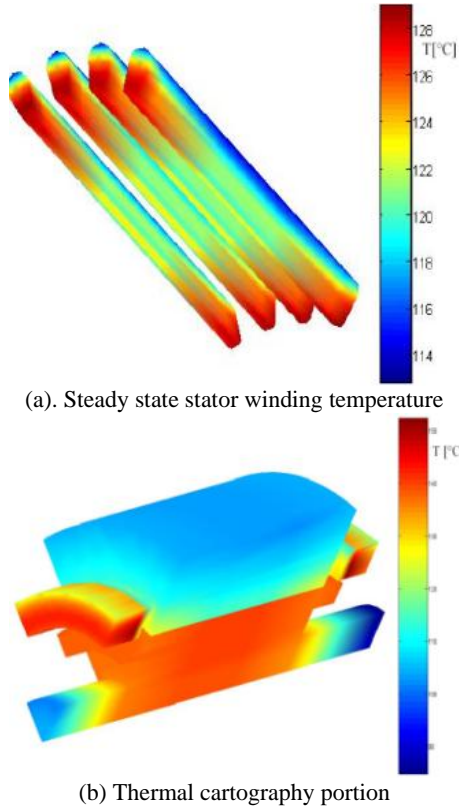 128
T[°C]
126
124
122
120
118
116
114
(a). Steady state stator winding temperature
T [°C]
(b) Thermal cartography portion